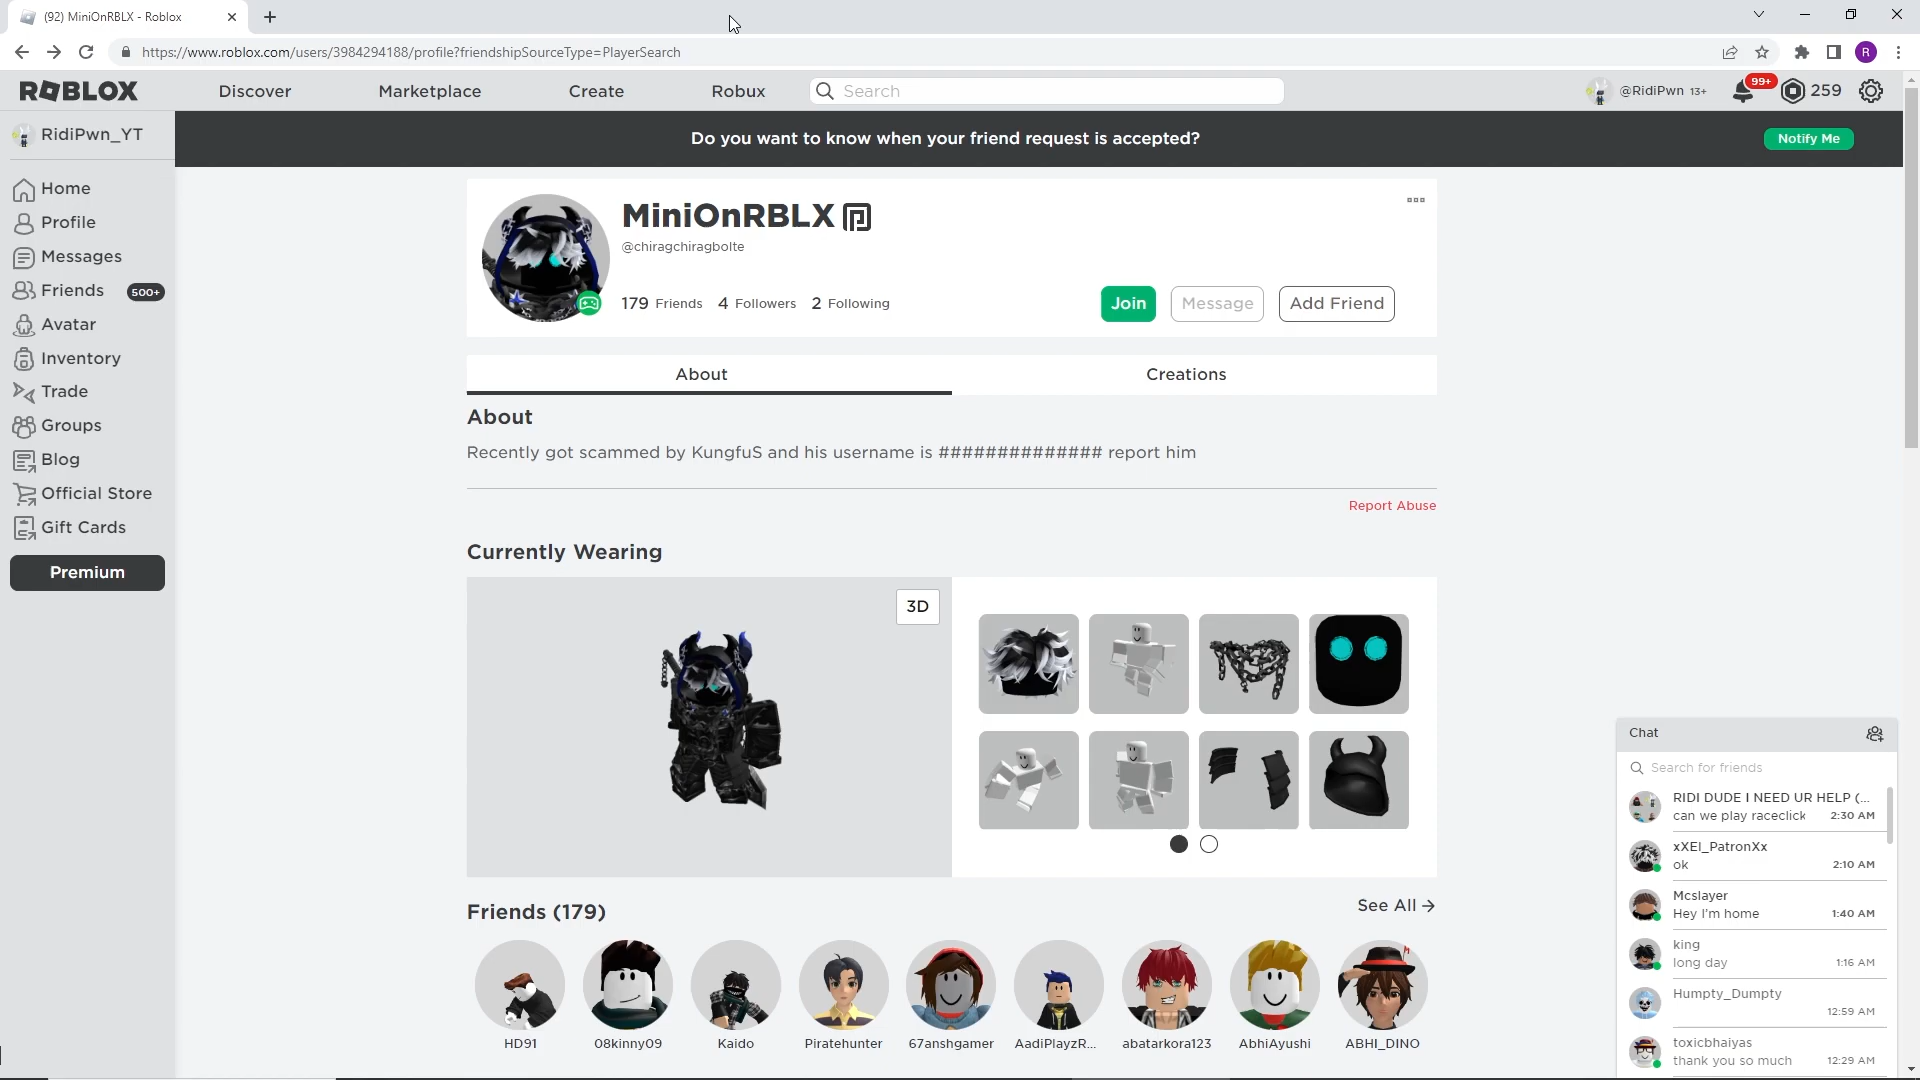 (92) MiniOnRBLX - Roblox
https://www.roblox.com/users/3984294188/profile?friendshipSourceType=PlayerSearch
R
ROBLOX
Discover
Marketplace
Create
Robux
Search
@RidiPwn 13+
99+
259
RidiPwn_YT
Do you want to know when your friend request is accepted?
Notify Me
Home
Profile
Messages
Friends 500+
Avatar
Inventory
Trade
Groups
Blog
Official Store
Gift Cards
Premium
MiniOnRBLX
@chiragchiragbolte
179 Friends 4 Followers 2 Following
Join
Message
Add Friend
About
Creations
About
Recently got scammed by KungfuS and his username is ############## report him
Report Abuse
Currently Wearing
3D
Friends (179)
See All
HD91
08kinny09
Kaido
Piratehunter
67anshgamer
AadiPlayzR...
abatarkora123
AbhiAyushi
ABHI_DINO
Chat
Search for friends
RIDI DUDE I NEED UR HELP (...
can we play raceclick 2:30 AM
xXEl_PatronXx
ok 2:10 AM
Mcslayer
Hey I'm home 1:40 AM
king
long day 1:16 AM
Humpty_Dumpty
12:59 AM
toxicbhaiyas
thank you so much 12:29 AM